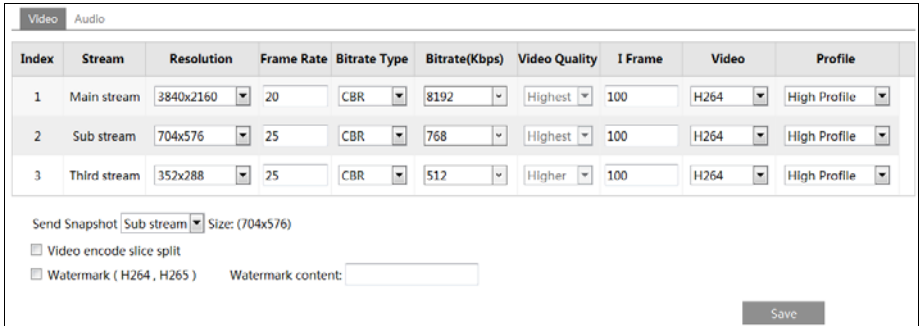 Video Audio
Index Stream Resolution Frame Rate Bitrate Type Bitrate(Kbps) Video Quality I Frame Video Profile
1 Main stream 3840x2160 20 CBR 8192 Highest 100 H264 High Profile
2 Sub stream 704x576 25 CBR 768 Highest 100 H264 High Profile
3 Third stream 352x288 25 CBR 512 Higher 100 H264 High Profile
Send Snapshot Sub stream Size: (704x576)
Video encode slice split
Watermark ( H264 , H265 ) Watermark content:
Save